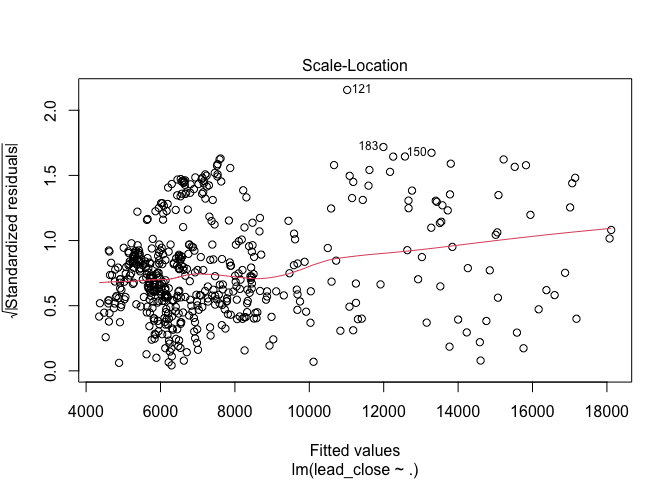 Scale-Location
√|Standardized residuals|
2.0
1.5
1.0
0.5
0.0
121
183
150
4000 6000 8000 10000 12000 14000 16000 18000
Fitted values
lm(lead_close ~ .)